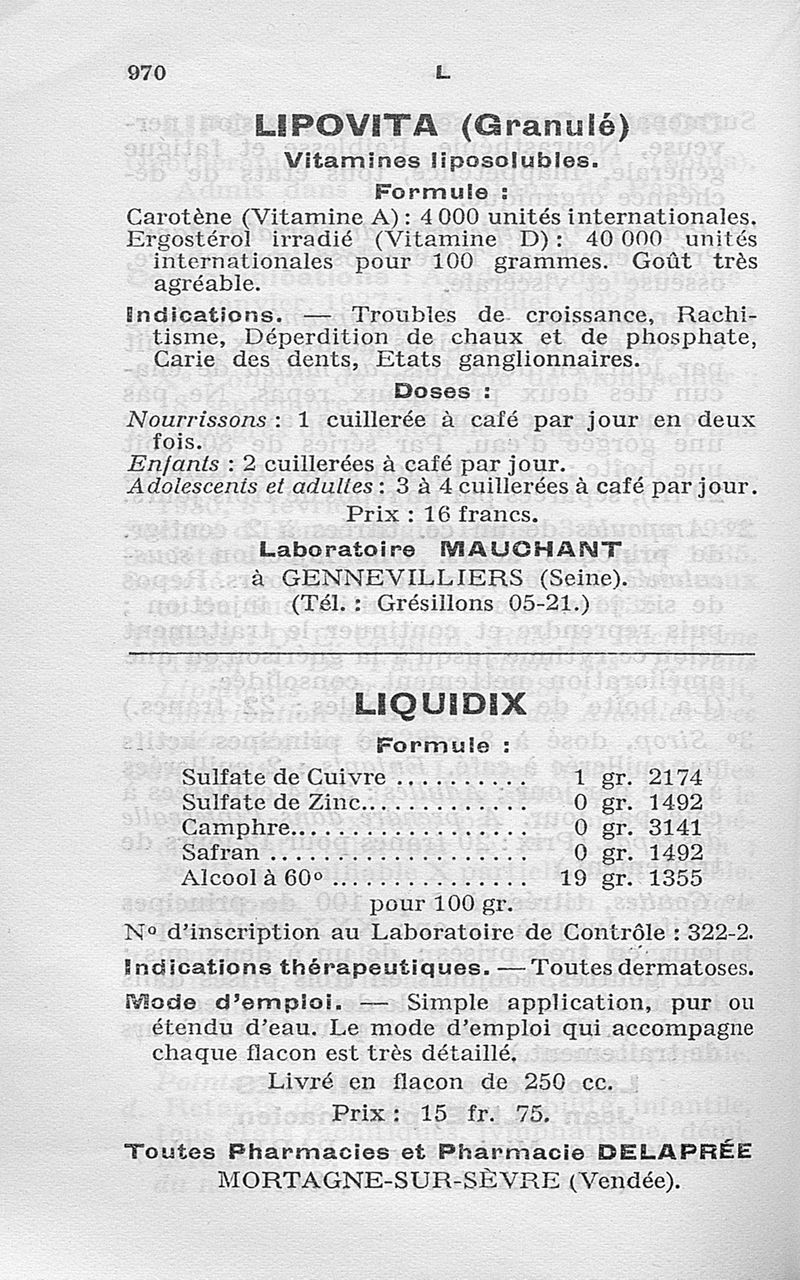 970
L
LIPOVITA (Granulé)
Vitamines liposolubles.
Formule :
Carotène (Vitamine A) : 4 000 unités internationales.
Ergostérol irradié (Vitamine D) : 40 000 unités
internationales pour 100 grammes. Goût très
agréable.
Indications. — Troubles de croissance, Rachi-
tisme, Déperdition de chaux et de phosphate,
Carie des dents, Etats ganglionnaires.
Doses :
Nourrissons : 1 cuillerée à café par jour en deux
fois.
Enfants : 2 cuillerées à café par jour.
Adolescents et adultes : 3 à 4 cuillerées à café par jour.
Prix : 16 francs.
Laboratoire MAUCHANT
à GENNEVILLIERS (Seine).
(Tél. : Grésillons 05-21.)
LIQUIDIX
Formule :
Sulfate de Cuivre .......... 1 gr. 2174
Sulfate de Zinc............. 0 gr. 1492
Camphre.................. 0 gr. 3141
Safran .................... 0 gr. 1492
Alcool à 60° ............... 19 gr. 1355
pour 100 gr.
N° d'inscription au Laboratoire de Contrôle : 322-2.
Indications thérapeutiques. — Toutes dermatoses.
Mode d'emploi. — Simple application, pur ou
étendu d'eau. Le mode d'emploi qui accompagne
chaque flacon est très détaillé.
Livré en flacon de 250 cc.
Prix : 15 fr. 75.
Toutes Pharmacies et Pharmacie DELAPRÉE
MORTAGNE-SUR-SÈVRE (Vendée).